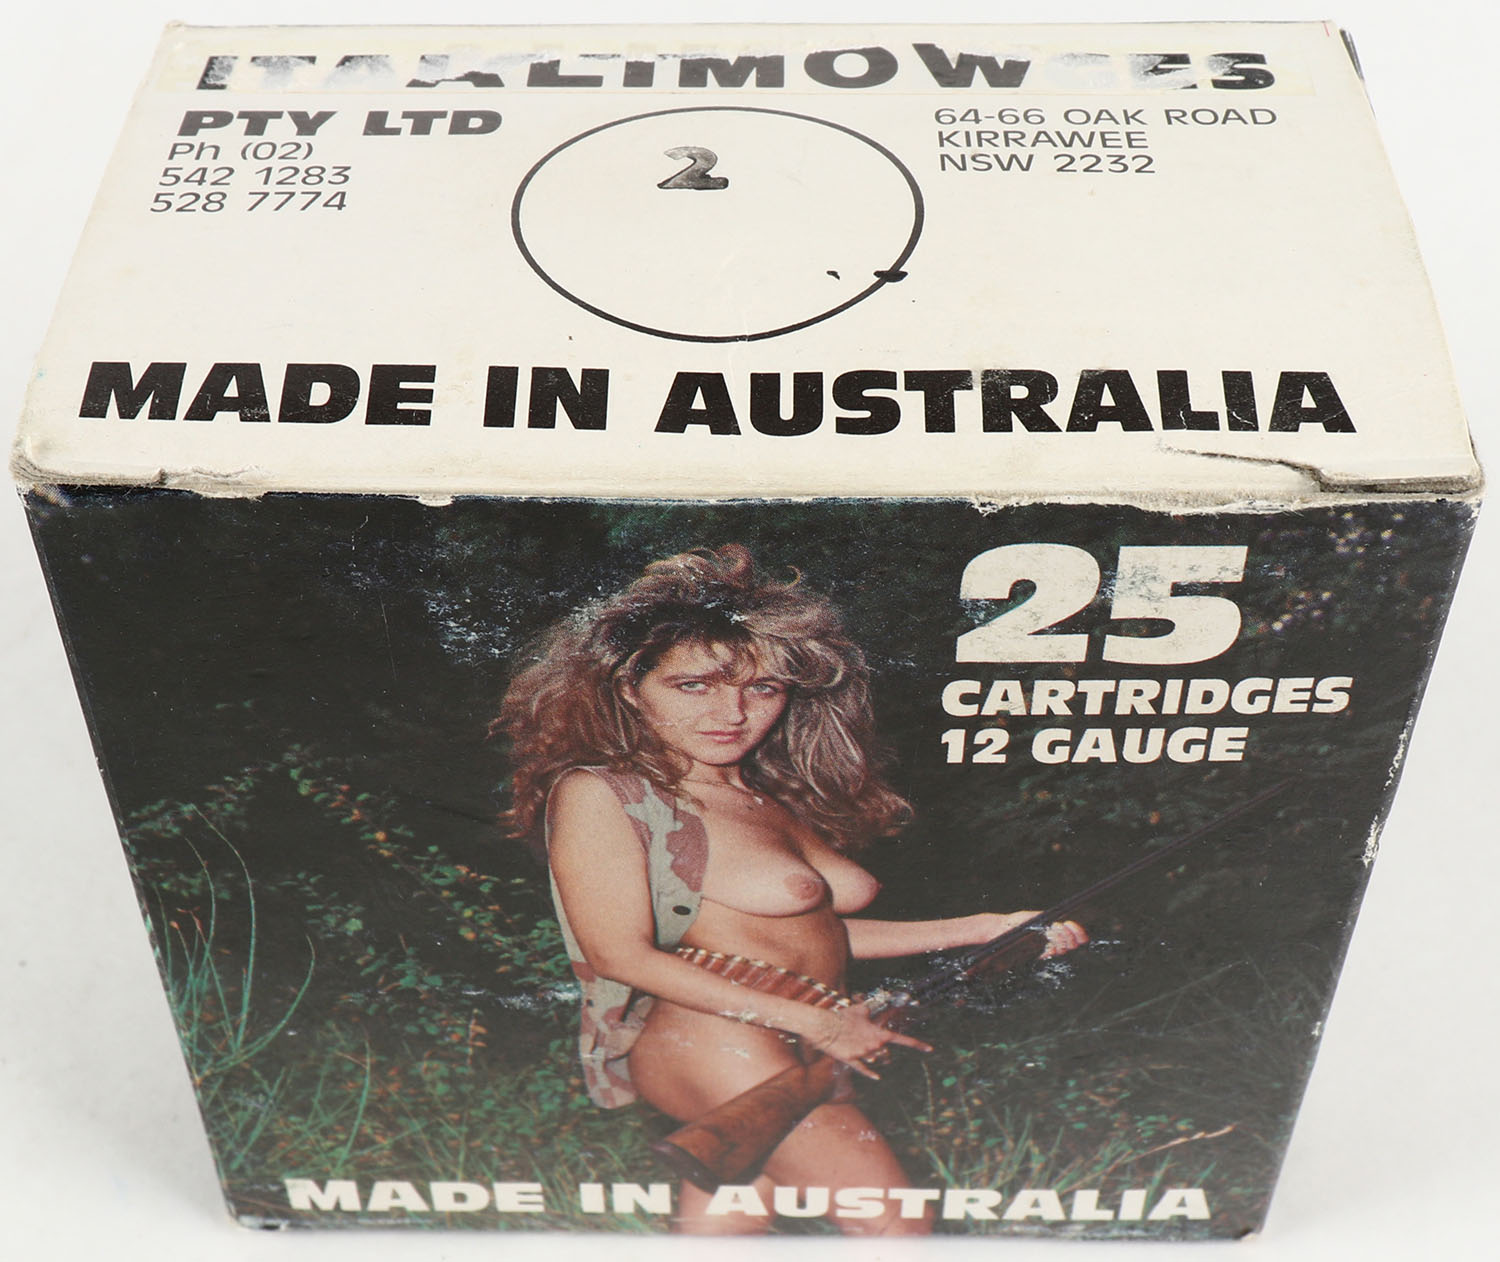 PTY LTD
Ph (02)
542 1283
528 7774
64-66 OAK ROAD
KIRRAWEE
NSW 2232
2
MADE IN AUSTRALIA
25
CARTRIDGES
12 GAUGE
MADE IN AUSTRALIA